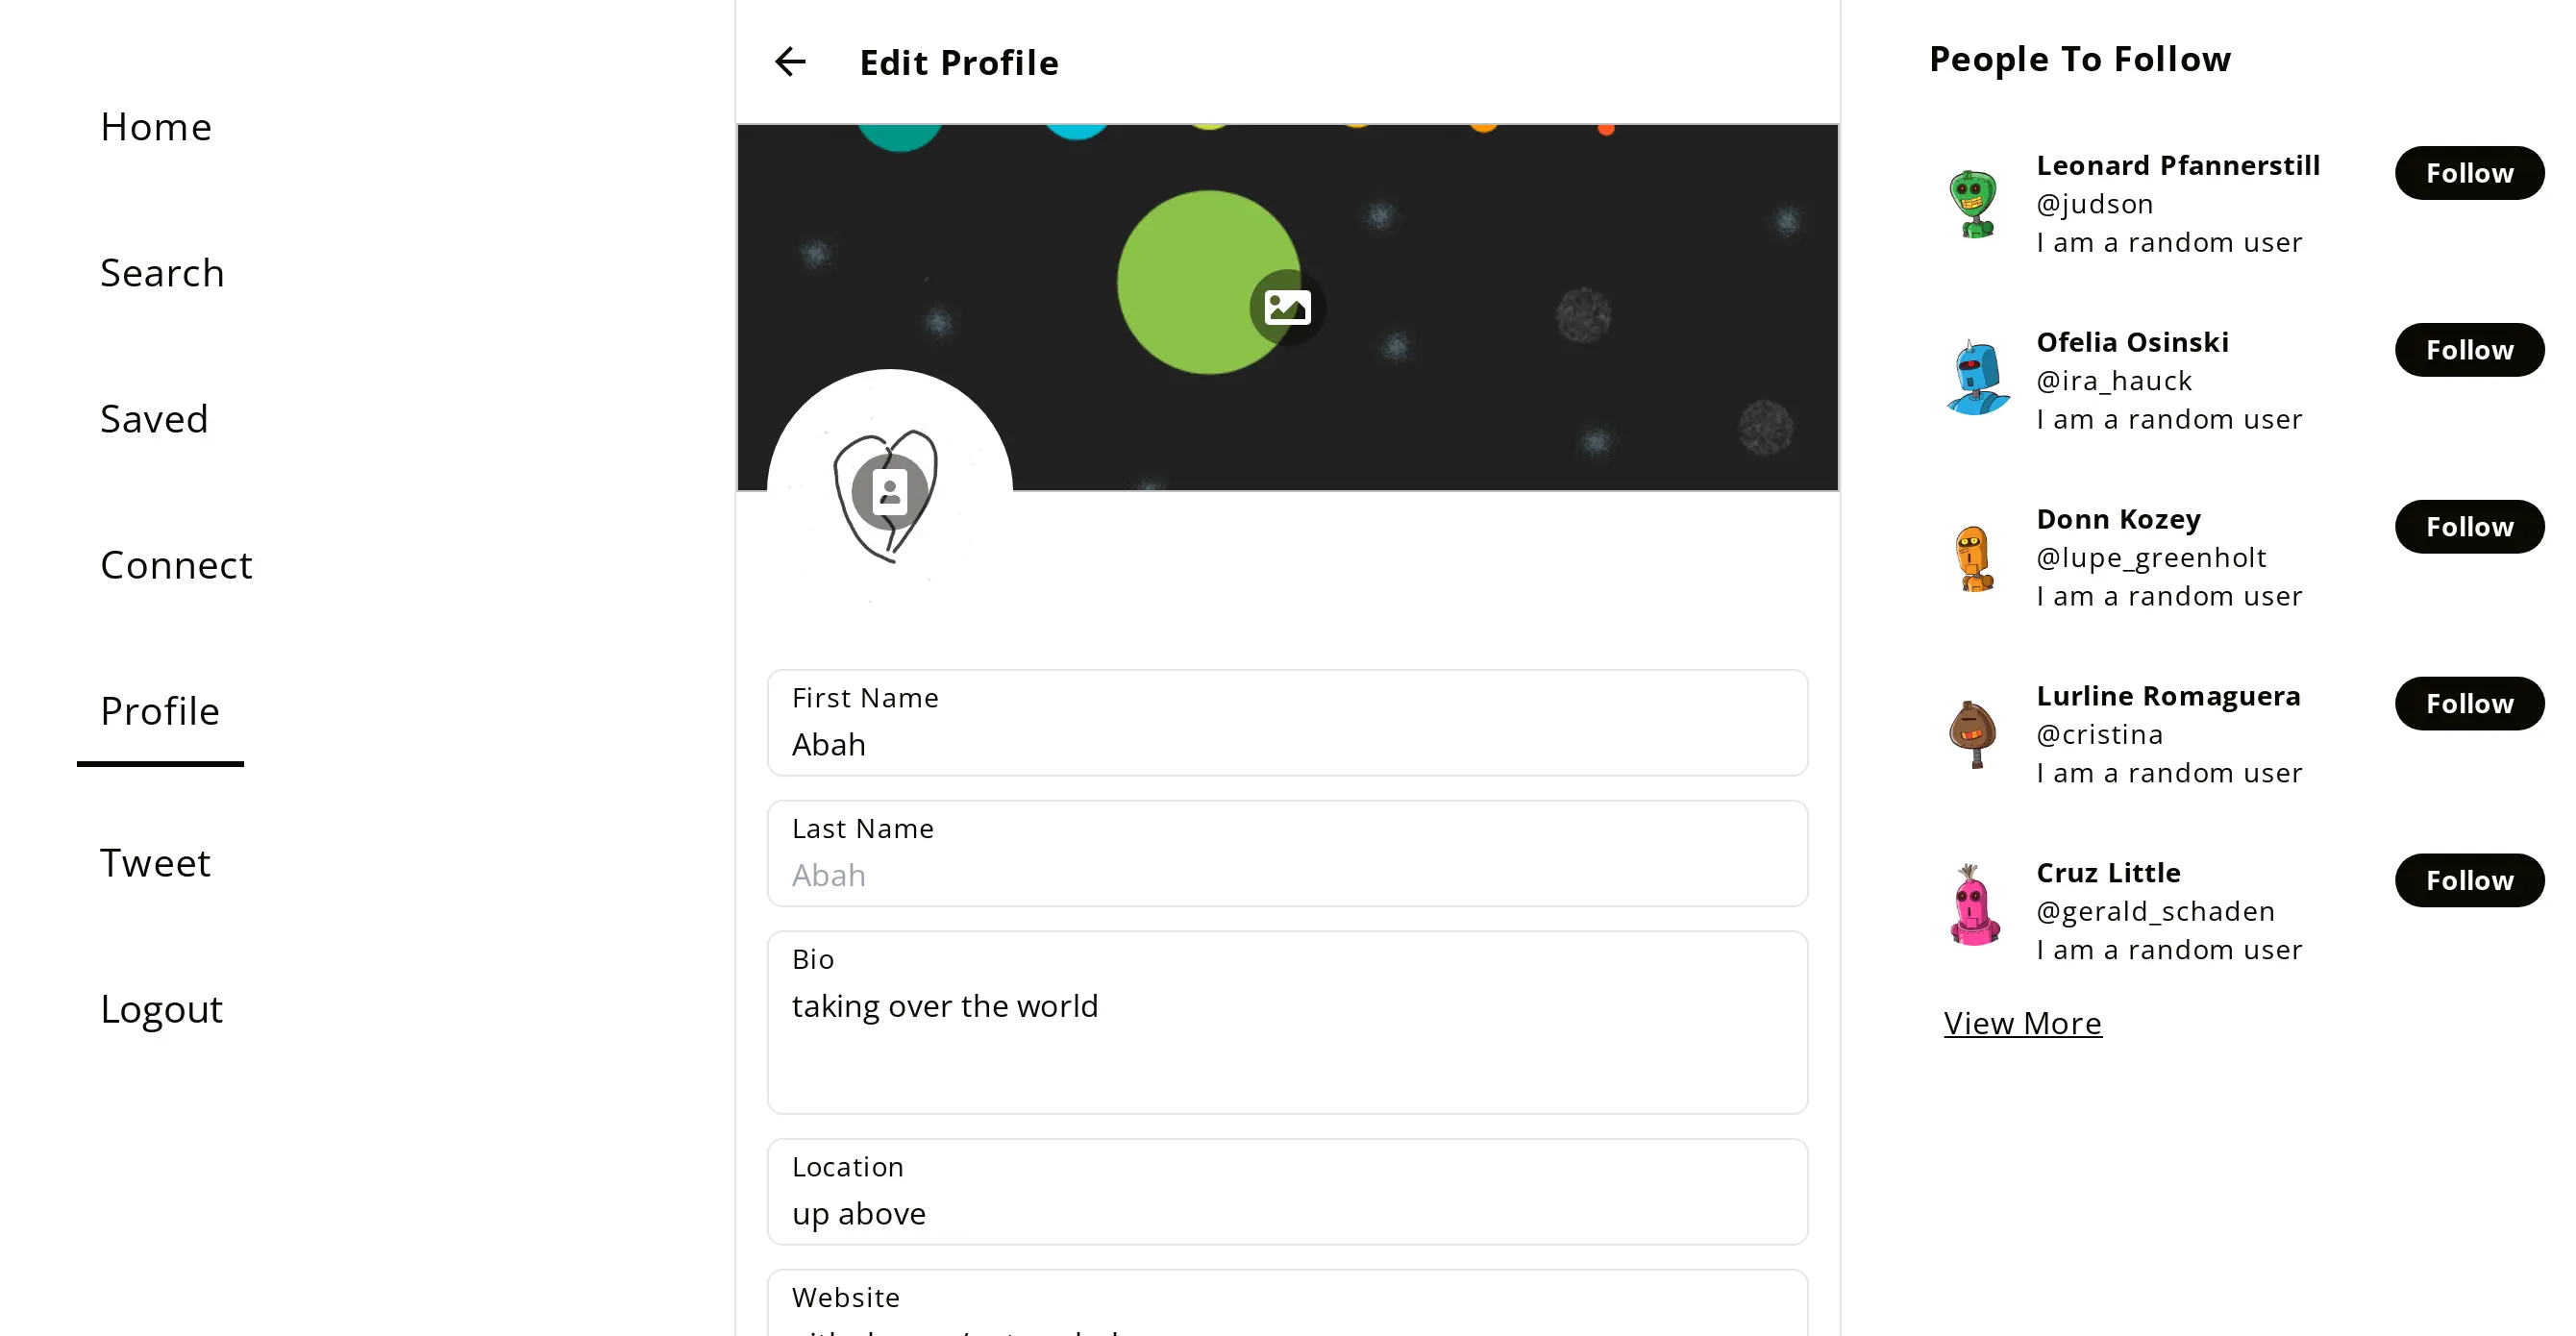 Home
Search
Saved
Connect
Profile
Tweet
Logout
Edit Profile
First Name
Abah
Last Name
Abah
Bio
taking over the world
Location
up above
Website
People To Follow
Leonard Pfannerstill
@judson
I am a random user
Follow
Ofelia Osinski
@ira_hauck
I am a random user
Follow
Donn Kozey
@lupe_greenholt
I am a random user
Follow
Lurline Romaguera
@cristina
I am a random user
Follow
Cruz Little
@gerald_schaden
I am a random user
Follow
View More